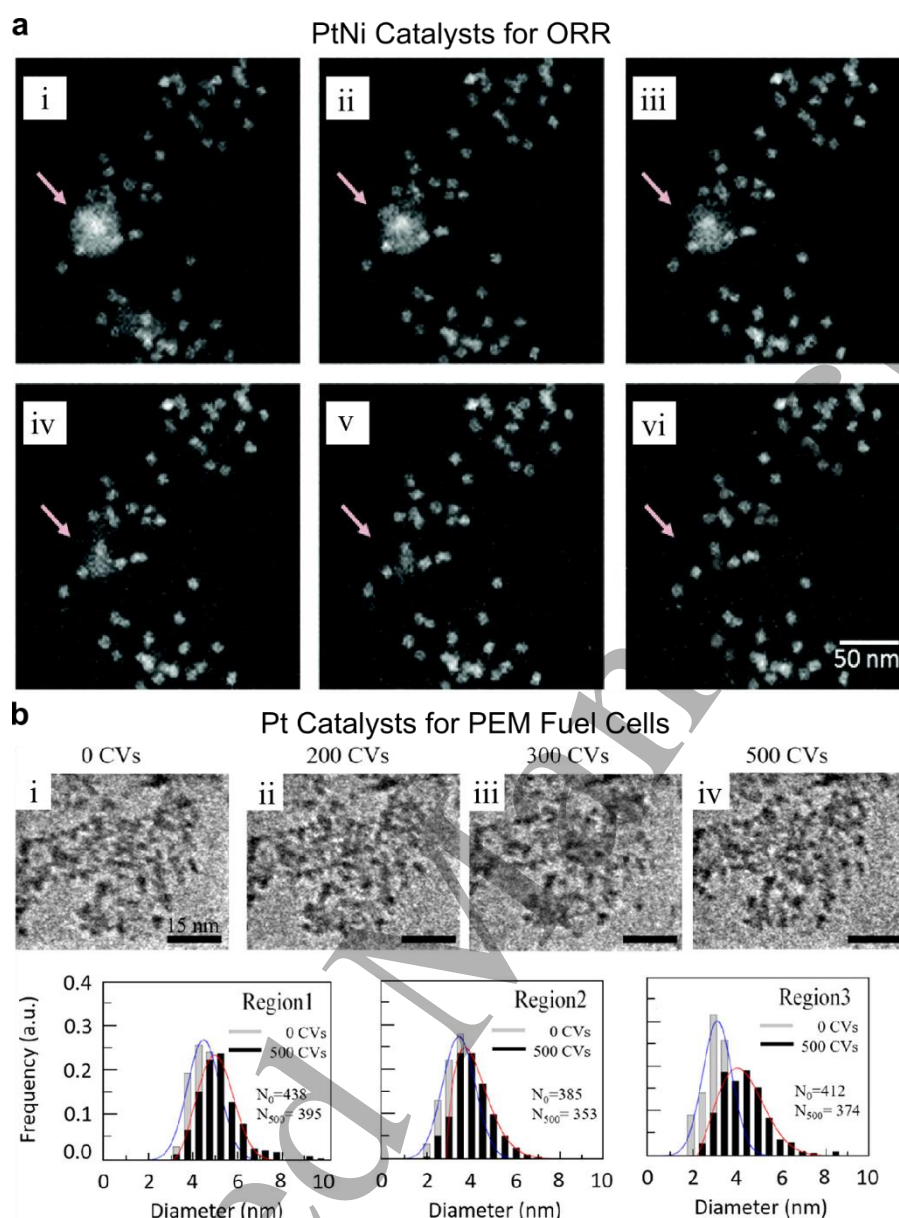 a
PtNi Catalysts for ORR
i
ii
iii
iv
v
vi
50 nm
b
Pt Catalysts for PEM Fuel Cells
0 CVs
200 CVs
300 CVs
500 CVs
i
ii
iii
iv
15 nm
Frequency (a.u.)
0.4
0.3
0.2
0.1
0.0
Region1
0 CVs
500 CVs
N0=438
N500= 395
0 2 4 6 8 10
Diameter (nm)
Region2
0 CVs
500 CVs
N0=385
N500= 353
0 2 4 6 8 10
Diameter (nm)
Region3
0 CVs
500 CVs
N0=412
N500= 374
0 2 4 6 8 10
Diameter (nm)